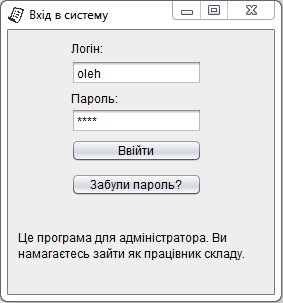 Вхід в систему
Логін:
oleh
Пароль:
****
Ввійти
Забули пароль?
Це програма для адміністратора. Ви
намагаєтесь зайти як працівник складу.